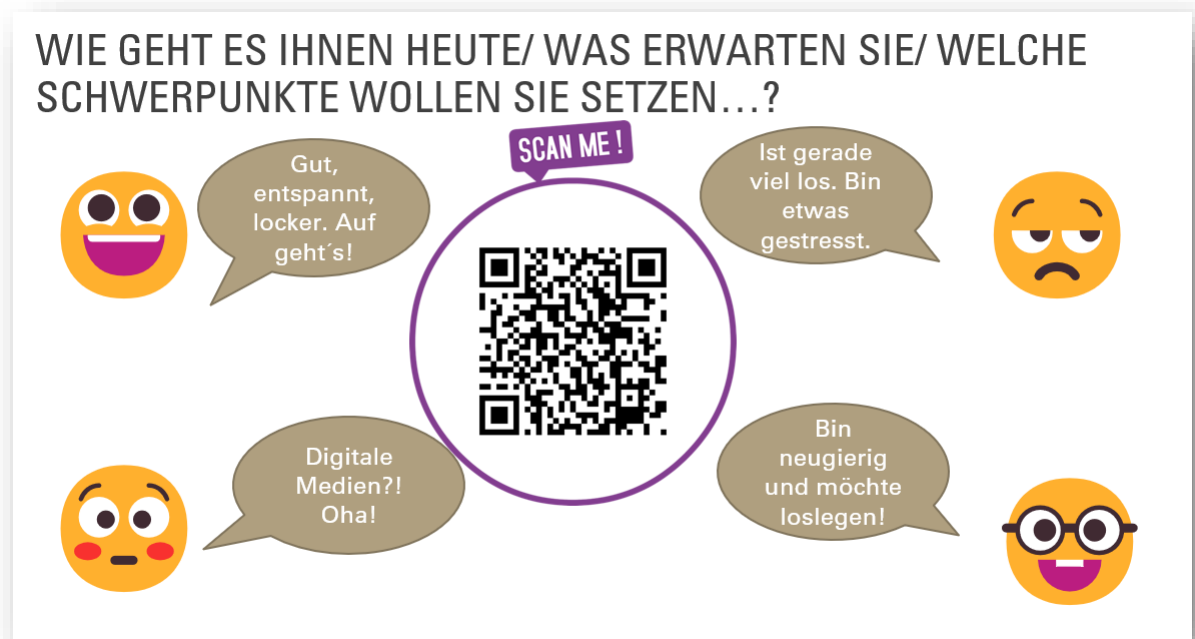 WIE GEHT ES IHNEN HEUTE/ WAS ERWARTEN SIE/ WELCHE
SCHWERPUNKTE WOLLEN SIE SETZEN...?
SCAN ME !
Gut,
entspannt,
locker. Auf
geht´s!
Ist gerade
viel los. Bin
etwas
gestresst.
Digitale
Medien?!
Oha!
Bin
neugierig
und möchte
loslegen!